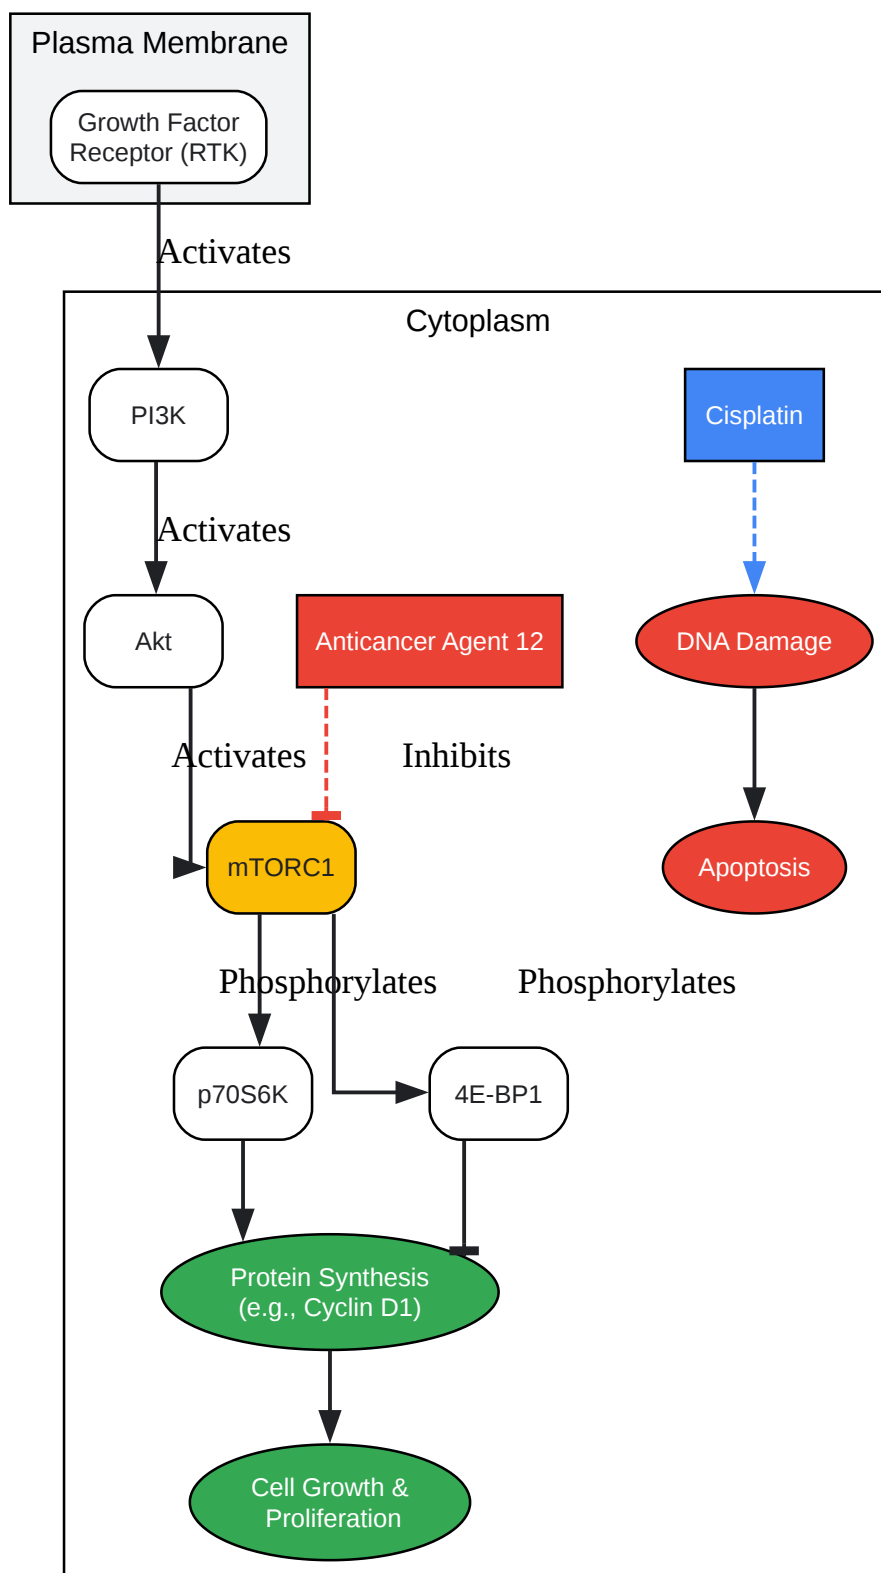 Plasma Membrane
Growth Factor
Receptor (RTK)
Activates
Cytoplasm
PI3K
Cisplatin
Activates
Akt
Anticancer Agent 12
DNA Damage
Activates
Inhibits
mTORC1
Apoptosis
Phosphorylates
Phosphorylates
p70S6K
4E-BP1
Protein Synthesis
(e.g., Cyclin D1)
Cell Growth &
Proliferation